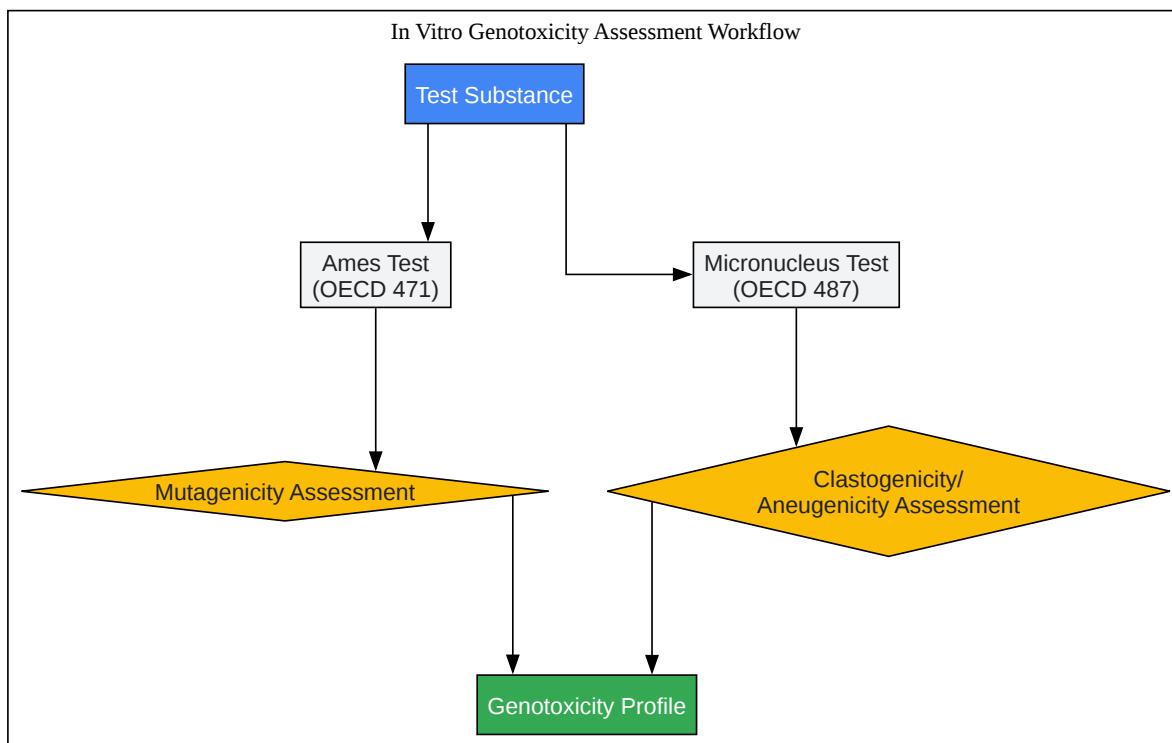 In Vitro Genotoxicity Assessment Workflow
Test Substance
Ames Test
(OECD 471)
Micronucleus Test
(OECD 487)
Mutagenicity Assessment
Clastogenicity/
Aneugenicity Assessment
Genotoxicity Profile